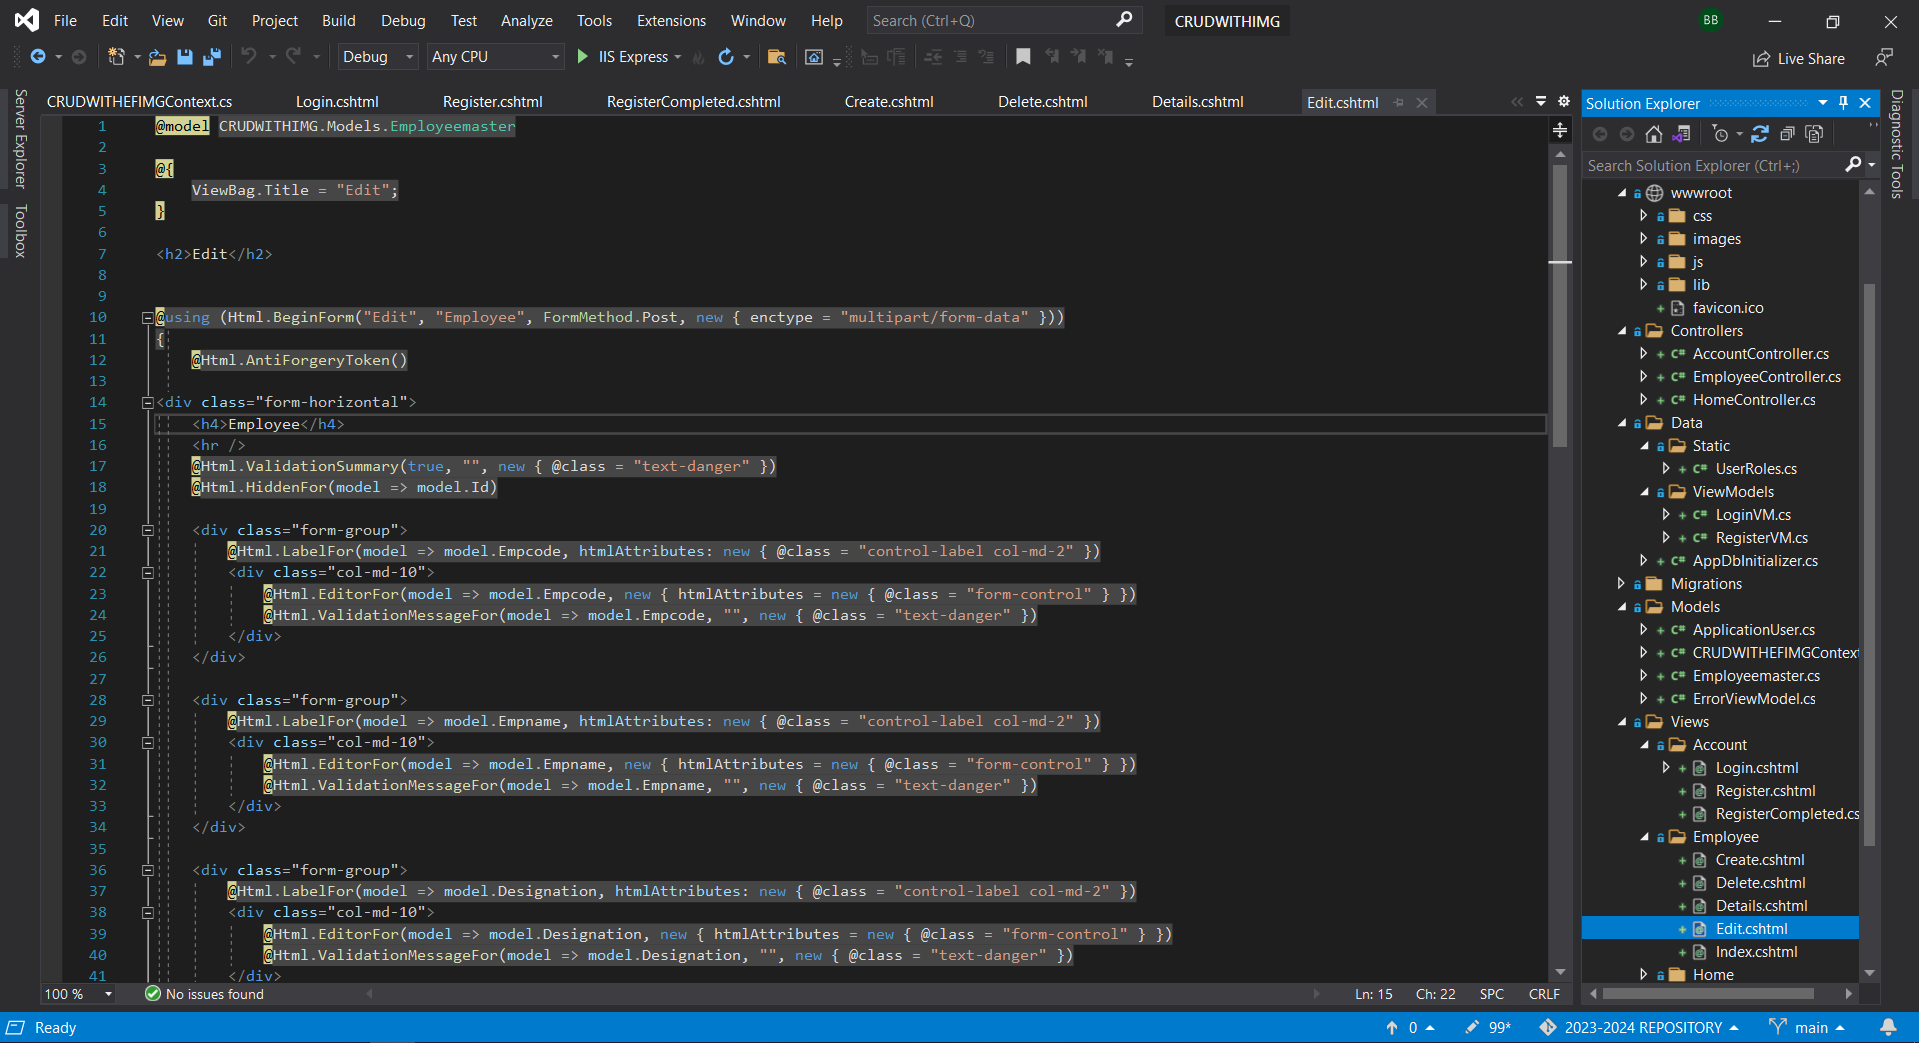 File Edit View Git Project Build Debug Test Analyze Tools Extensions Window Help Search (Ctrl+Q) CRUDWITHIMG BB
Debug Any CPU IIS Express Live Share
Server Explorer
Toolbox
CRUDWITHEFIMGContext.cs Login.cshtml Register.cshtml RegisterCompleted.cshtml Create.cshtml Delete.cshtml Details.cshtml Edit.cshtml
1 @model CRUDWITHIMG.Models.Employeemaster
2
3 @{
4 ViewBag.Title = "Edit";
5 }
6
7 <h2>Edit</h2>
8
9
10 @using (Html.BeginForm("Edit", "Employee", FormMethod.Post, new { enctype = "multipart/form-data" }))
11 {
12 @Html.AntiForgeryToken()
13
14 <div class="form-horizontal">
15 <h4>Employee</h4>
16 <hr />
17 @Html.ValidationSummary(true, "", new { @class = "text-danger" })
18 @Html.HiddenFor(model => model.Id)
19
20 <div class="form-group">
21 @Html.LabelFor(model => model.Empcode, htmlAttributes: new { @class = "control-label col-md-2" })
22 <div class="col-md-10">
23 @Html.EditorFor(model => model.Empcode, new { htmlAttributes = new { @class = "form-control" } })
24 @Html.ValidationMessageFor(model => model.Empcode, "", new { @class = "text-danger" })
25 </div>
26 </div>
27
28 <div class="form-group">
29 @Html.LabelFor(model => model.Empname, htmlAttributes: new { @class = "control-label col-md-2" })
30 <div class="col-md-10">
31 @Html.EditorFor(model => model.Empname, new { htmlAttributes = new { @class = "form-control" } })
32 @Html.ValidationMessageFor(model => model.Empname, "", new { @class = "text-danger" })
33 </div>
34 </div>
35
36 <div class="form-group">
37 @Html.LabelFor(model => model.Designation, htmlAttributes: new { @class = "control-label col-md-2" })
38 <div class="col-md-10">
39 @Html.EditorFor(model => model.Designation, new { htmlAttributes = new { @class = "form-control" } })
40 @Html.ValidationMessageFor(model => model.Designation, "", new { @class = "text-danger" })
41 </div>
100 % No issues found Ln: 15 Ch: 22 SPC CRLF
Solution Explorer
Search Solution Explorer (Ctrl+;)
wwwroot
css
images
js
lib
favicon.ico
Controllers
C# AccountController.cs
C# EmployeeController.cs
C# HomeController.cs
Data
Static
C# UserRoles.cs
ViewModels
C# LoginVM.cs
C# RegisterVM.cs
C# AppDbInitializer.cs
Migrations
Models
C# ApplicationUser.cs
C# CRUDWITHEFIMGContext
C# Employeemaster.cs
C# ErrorViewModel.cs
Views
Account
Login.cshtml
Register.cshtml
RegisterCompleted.cs
Employee
Create.cshtml
Delete.cshtml
Details.cshtml
Edit.cshtml
Index.cshtml
Home
Diagnostic Tools
Ready 0 99* 2023-2024 REPOSITORY main